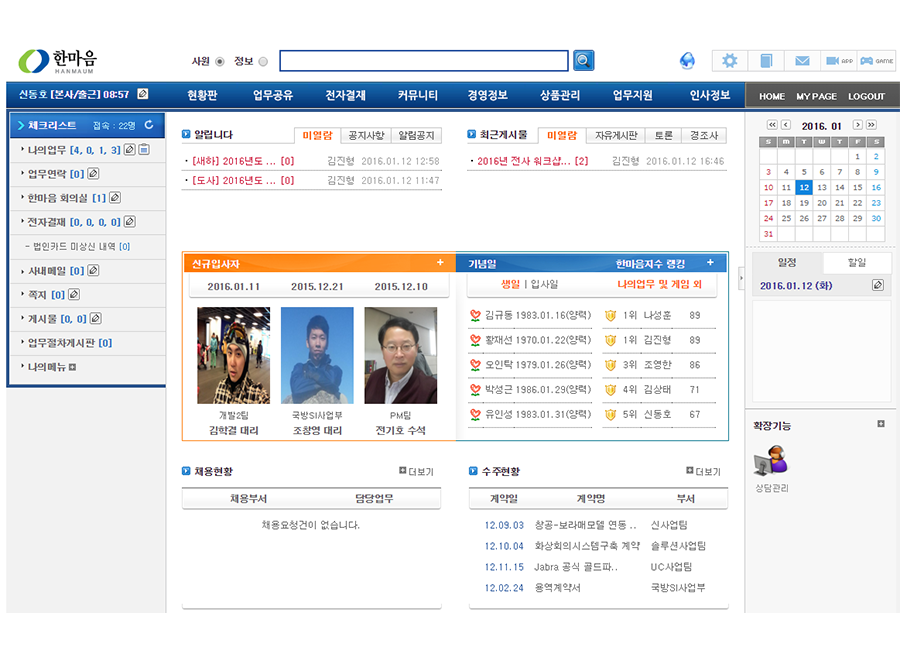 한마음
HANMAUM
사원 정보
APP GAME
신동호 [본사/출근] 08:57
현황판 업무공유 전자결재 커뮤니티 경영정보 상품관리 업무지원 인사정보
HOME MY PAGE LOGOUT
체크리스트 접속 : 22명
나의업무 [4, 0, 1, 3]
업무연락 [0]
한마음 회의실 [1]
전자결재 [0, 0, 0, 0]
- 법인카드 미상신 내역 [0]
사내메일 [0]
쪽지 [0]
게시물 [0, 0]
업무절차게시판 [0]
나의메뉴
알립니다 미열람 공지사항 알림공지
· [새하] 2016년도 ... [0] 김진형 2016.01.12 12:58
· [도사] 2016년도 ... [0] 김진형 2016.01.12 11:47
최근게시물 미열람 자유게시판 토론 경조사
· 2016년 전사 워크샵... [2] 김진형 2016.01.12 16:46
신규입사자 +
2016.01.11 2015.12.21 2015.12.10
개발2팀 국방SI사업부 PM팀
김학결 대리 조창영 대리 전기호 수석
기념일 한마음지수 랭킹 +
생일 | 입사일 나의업무 및 게임 외
김규동 1983.01.16(양력) 1위 나성훈 89
황재선 1970.01.22(양력) 1위 김진형 89
오인탁 1979.01.26(양력) 3위 조영한 86
박성근 1986.01.29(양력) 4위 김상태 71
유인성 1983.01.31(양력) 5위 신동호 67
채용현황 더보기
채용부서 담당업무
채용요청건이 없습니다.
수주현황 더보기
계약일 계약명 부서
12.09.03 창공-보라매모델 연동 .. 신사업팀
12.10.04 화상회의시스템구축 계약 솔루션사업팀
12.11.15 Jabra 공식 골드파.. UC사업팀
12.02.24 용역계약서 국방SI사업부
2016. 01
S M T W T F S
1 2
3 4 5 6 7 8 9
10 11 12 13 14 15 16
17 18 19 20 21 22 23
24 25 26 27 28 29 30
31
일정 할일
2016.01.12 (화)
확장기능
상담관리